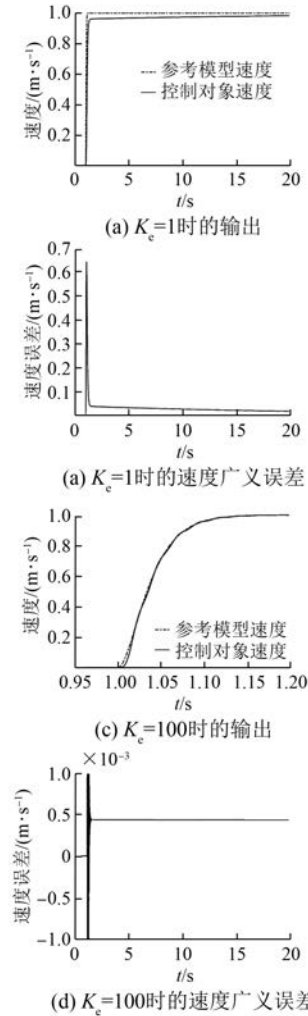 1.0
0.8
0.6
0.4
0.2
速度/(m·s⁻¹)
参考模型速度
控制对象速度
0 5 10 15 20
t/s
(a) Kₑ=1时的输出
0.7
0.6
0.5
0.4
0.3
0.2
0.1
速度误差/(m·s⁻¹)
0 5 10 15 20
t/s
(a) Kₑ=1时的速度广义误差
1.0
0.8
0.6
0.4
0.2
速度/(m·s⁻¹)
参考模型速度
控制对象速度
0.95 1.00 1.05 1.10 1.15 1.20
t/s
(c) Kₑ=100时的输出
×10⁻³
1.0
0.5
0
-0.5
-1.0
速度误差/(m·s⁻¹)
0 5 10 15 20
t/s
(d) Kₑ=100时的速度广义误差